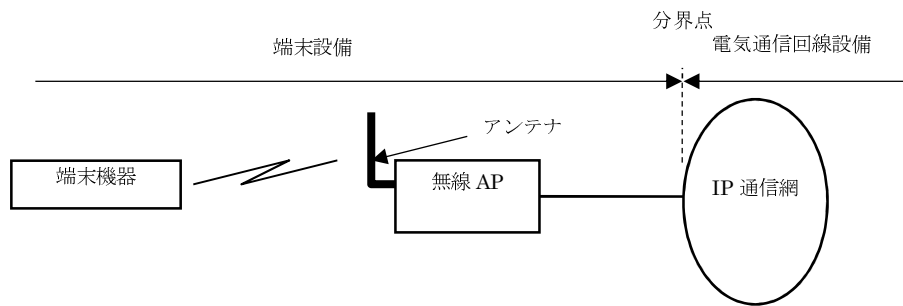 分界点
端末設備
電気通信回線設備
アンテナ
端末機器
無線 AP
IP 通信網